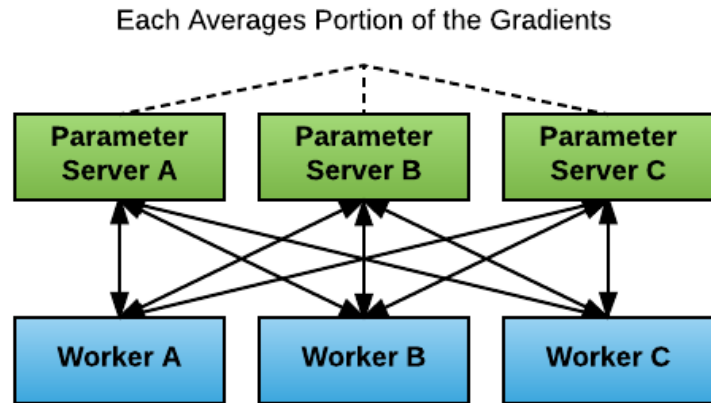 Each Averages Portion of the Gradients
Parameter
Server A
Parameter
Server B
Parameter
Server C
Worker A
Worker B
Worker C